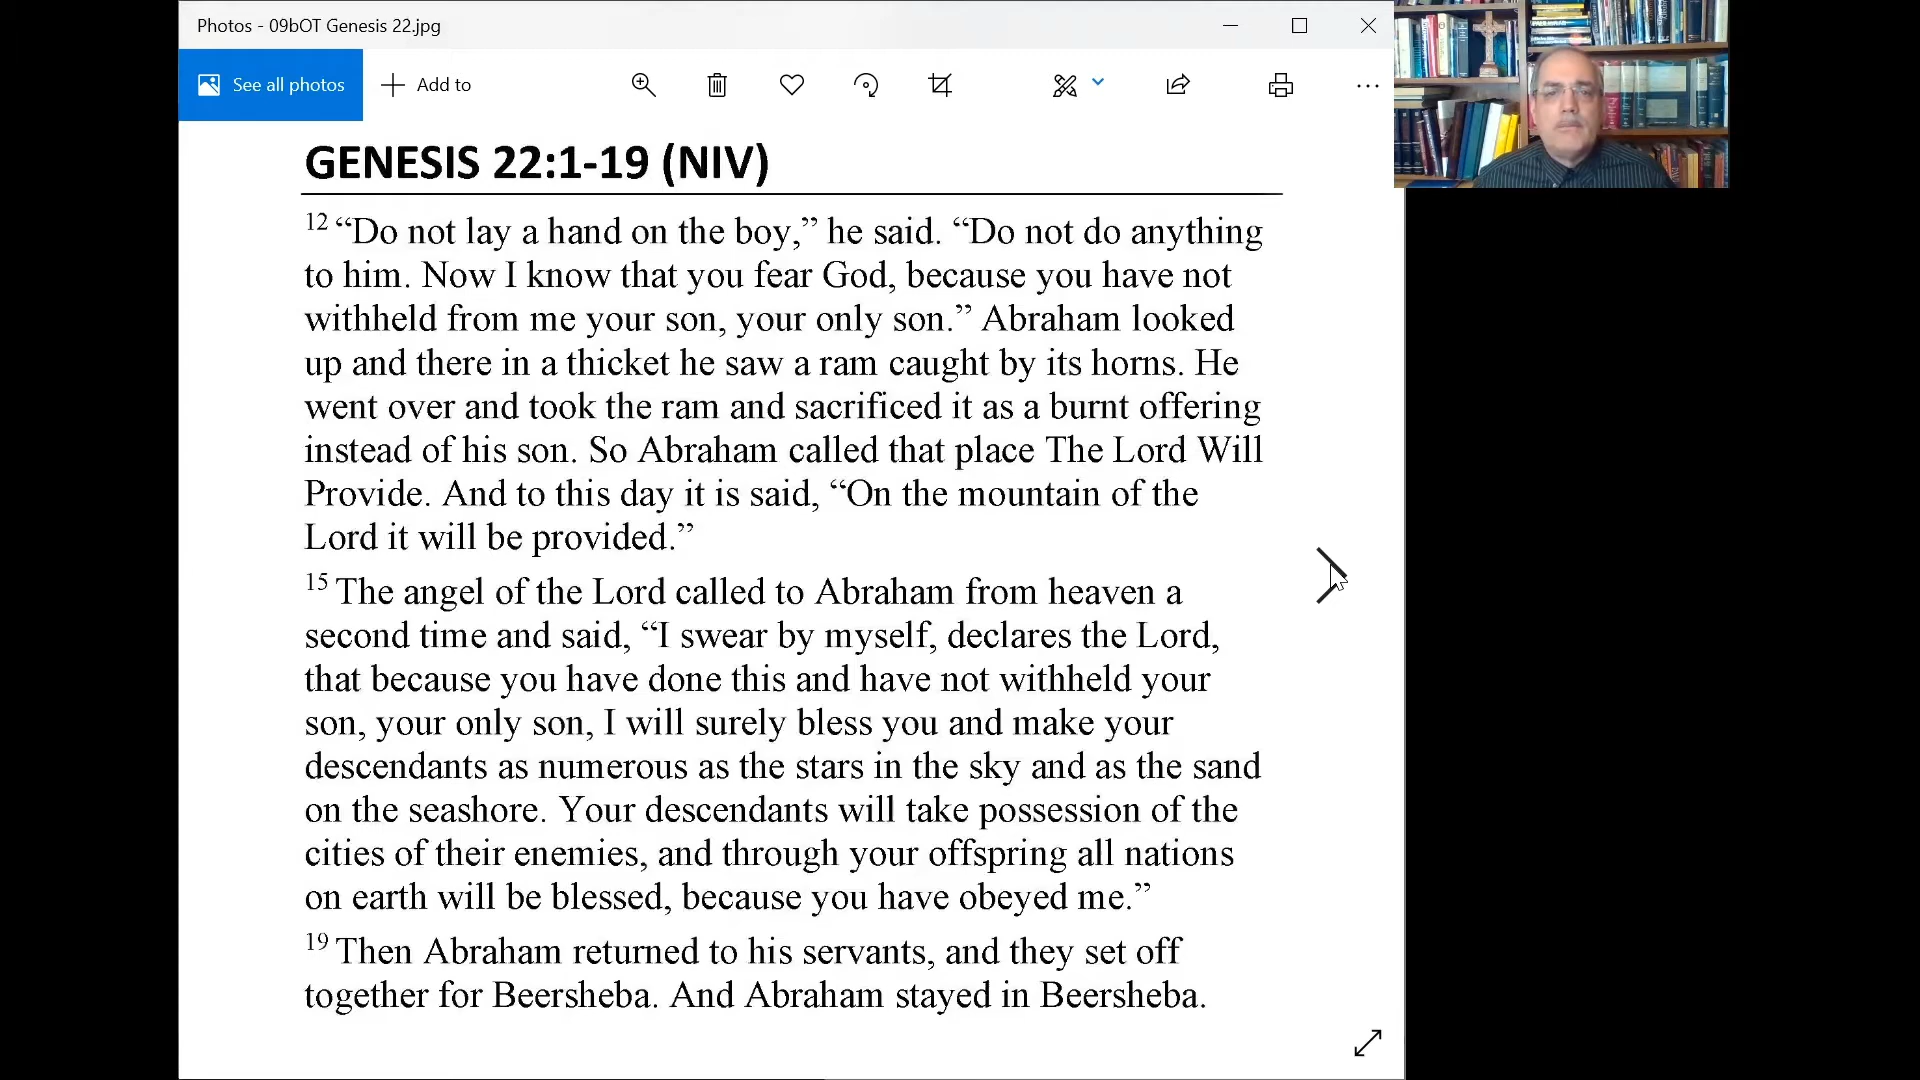 Photos - 09bOT Genesis 22.jpg
See all photos
Add to
GENESIS 22:1-19 (NIV)
12 “Do not lay a hand on the boy,” he said. “Do not do anything
to him. Now I know that you fear God, because you have not
withheld from me your son, your only son.” Abraham looked
up and there in a thicket he saw a ram caught by its horns. He
went over and took the ram and sacrificed it as a burnt offering
instead of his son. So Abraham called that place The Lord Will
Provide. And to this day it is said, “On the mountain of the
Lord it will be provided.”
15 The angel of the Lord called to Abraham from heaven a
second time and said, “I swear by myself, declares the Lord,
that because you have done this and have not withheld your
son, your only son, I will surely bless you and make your
descendants as numerous as the stars in the sky and as the sand
on the seashore. Your descendants will take possession of the
cities of their enemies, and through your offspring all nations
on earth will be blessed, because you have obeyed me.”
19 Then Abraham returned to his servants, and they set off
together for Beersheba. And Abraham stayed in Beersheba.